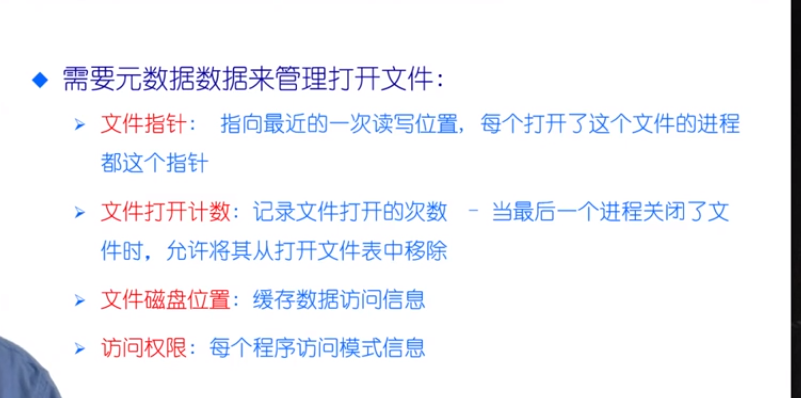 需要元数据数据来管理打开文件：
文件指针： 指向最近的一次读写位置，每个打开了这个文件的进程
都这个指针
文件打开计数：记录文件打开的次数 - 当最后一个进程关闭了文
件时，允许将其从打开文件表中移除
文件磁盘位置：缓存数据访问信息
访问权限：每个程序访问模式信息